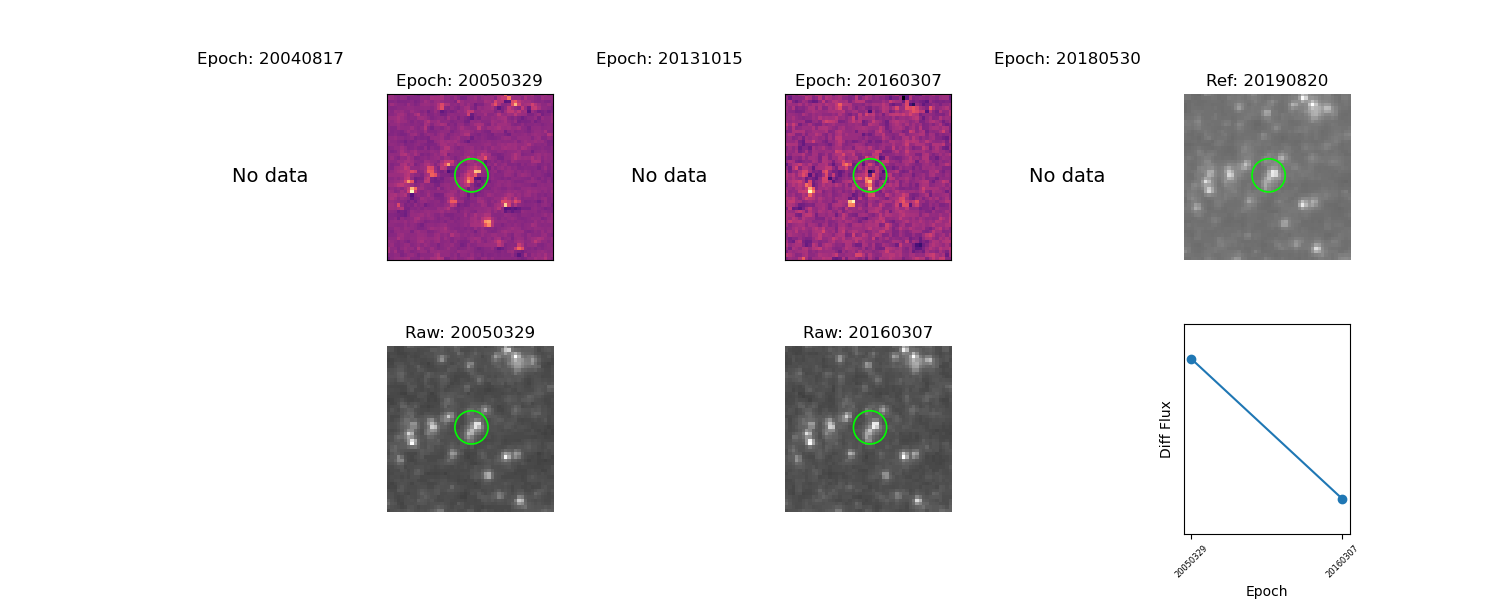 Epoch: 20040817
Epoch: 20131015
Epoch: 20180530
Epoch: 20050329
Epoch: 20160307
Ref: 20190820
No data
No data
No data
Raw: 20050329
Raw: 20160307
Diff Flux
20050329
20160307
Epoch